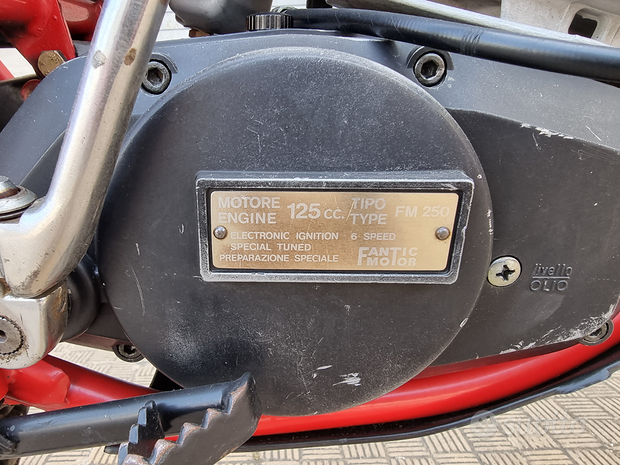 MOTORE
ENGINE 125 CC. TIPO
TYPE FM 250
ELECTRONIC IGNITION 6 SPEED
SPECIAL TUNED
PREPARAZIONE SPECIALE
FANTIC
MOTOR
livello
OLIO